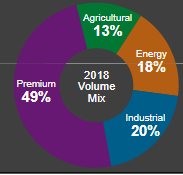 Agricultural
13%
Energy
18%
Premium
49%
2018
Volume
Mix
Industrial
20%